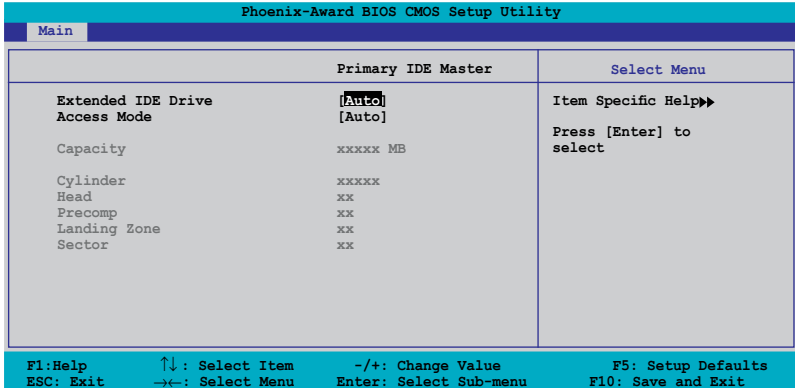 Phoenix-Award BIOS CMOS Setup Utility
Main
Primary IDE Master Select Menu
Extended IDE Drive [Auto] Item Specific Help▶▶
Access Mode [Auto]
Press [Enter] to
Capacity xxxxx MB select
Cylinder xxxxx
Head xx
Precomp xx
Landing Zone xx
Sector xx
F1:Help ↑↓: Select Item -/+: Change Value F5: Setup Defaults
ESC: Exit →←: Select Menu Enter: Select Sub-menu F10: Save and Exit